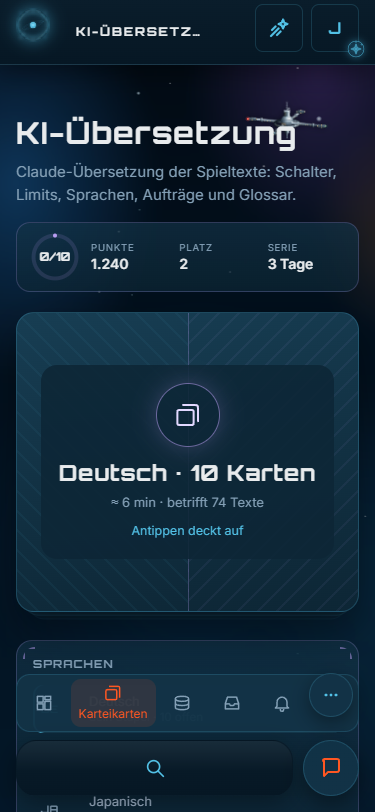 KI-ÜBERSETZ…
KI-Übersetzung
Claude-Übersetzung der Spieltexte: Schalter,
Limits, Sprachen, Aufträge und Glossar.
0/10
PUNKTE
1.240
PLATZ
2
SERIE
3 Tage
Deutsch · 10 Karten
≈ 6 min · betrifft 74 Texte
Antippen deckt auf
SPRACHEN
Karteikarten
Japanisch